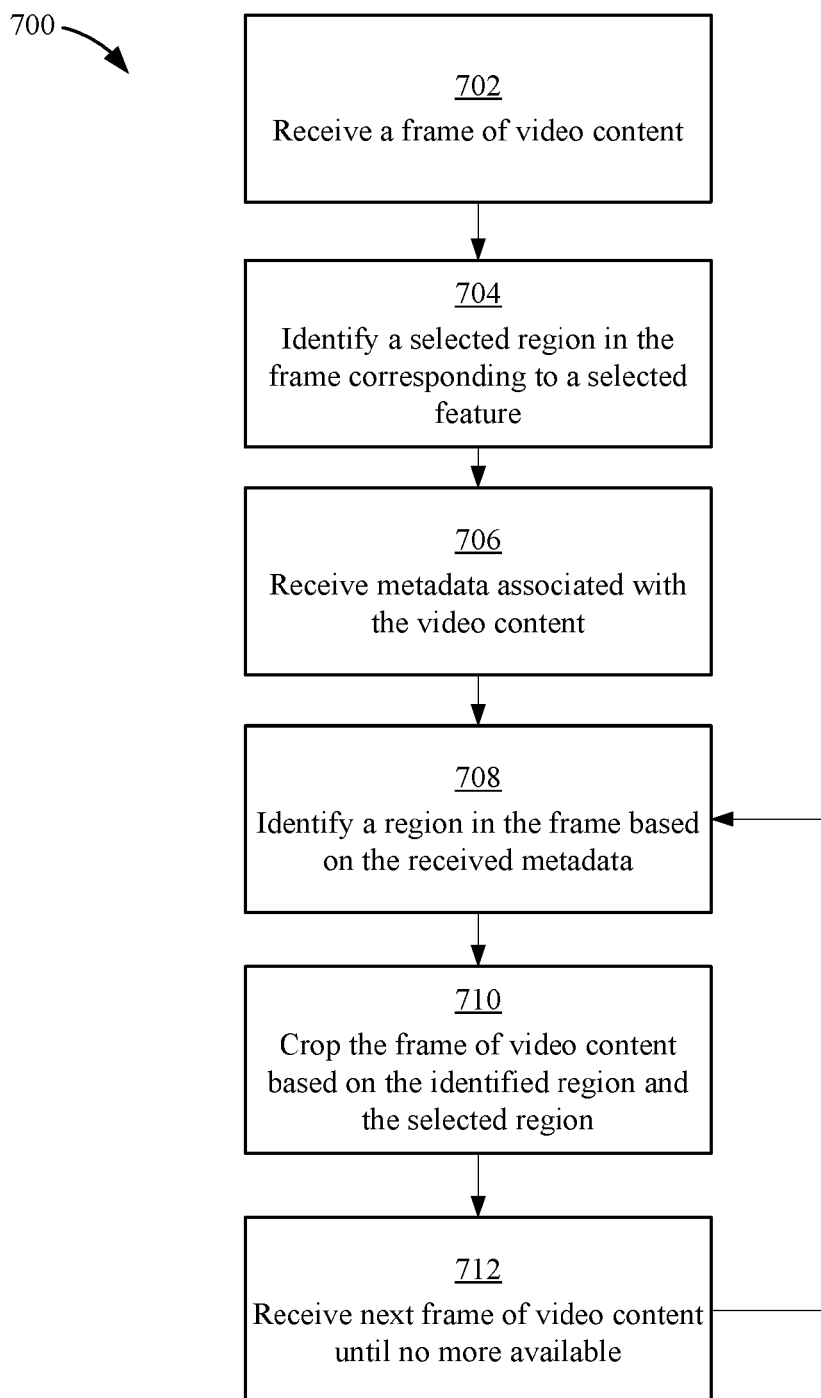 700
702
Receive a frame of video content
704
Identify a selected region in the
frame corresponding to a selected
feature
706
Receive metadata associated with
the video content
708
Identify a region in the frame based
on the received metadata
710
Crop the frame of video content
based on the identified region and
the selected region
712
Receive next frame of video content
until no more available